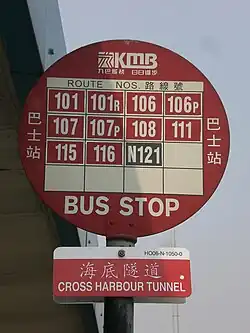 KMB
九巴服務 日日進步
ROUTE NOS. 路線號
101 101R 106 106P
107 107P 108 111
115 116 N121
巴士站
巴士站
BUS STOP
HO06-N-1050-0
海底隧道
CROSS HARBOUR TUNNEL